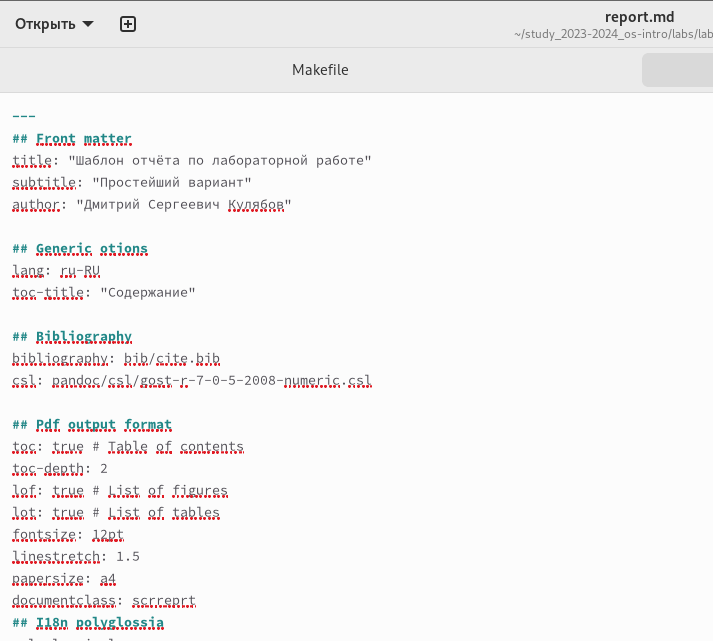 Открыть
report.md
~/study_2023-2024_os-intro/labs/lab
Makefile
---
## Front matter
title: "Шаблон отчёта по лабораторной работе"
subtitle: "Простейший вариант"
author: "Дмитрий Сергеевич Кулябов"
## Generic otions
lang: ru-RU
toc-title: "Содержание"
## Bibliography
bibliography: bib/cite.bib
csl: pandoc/csl/gost-r-7-0-5-2008-numeric.csl
## Pdf output format
toc: true # Table of contents
toc-depth: 2
lof: true # List of figures
lot: true # List of tables
fontsize: 12pt
linestretch: 1.5
papersize: a4
documentclass: scrreprt
## I18n polyglossia